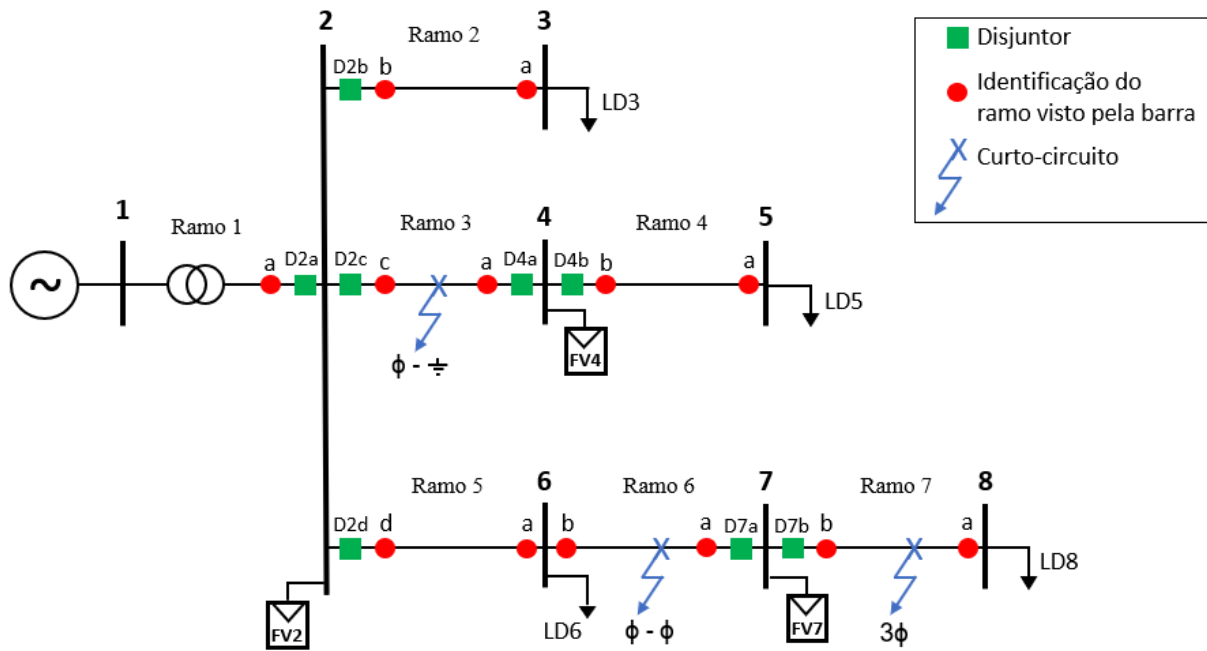 2
Ramo 2
3
D2b
b
a
LD3
Disjuntor
Identificação do
ramo visto pela barra
Curto-circuito
1
Ramo 1
a
D2a
D2c
c
Ramo 3
a
D4a
4
D4b
b
Ramo 4
a
5
LD5
~
ϕ -
FV4
Ramo 5
6
Ramo 6
7
Ramo 7
8
D2d
d
a
b
a
D7a
D7b
b
a
LD8
FV2
LD6
ϕ - ϕ
FV7
3ϕ